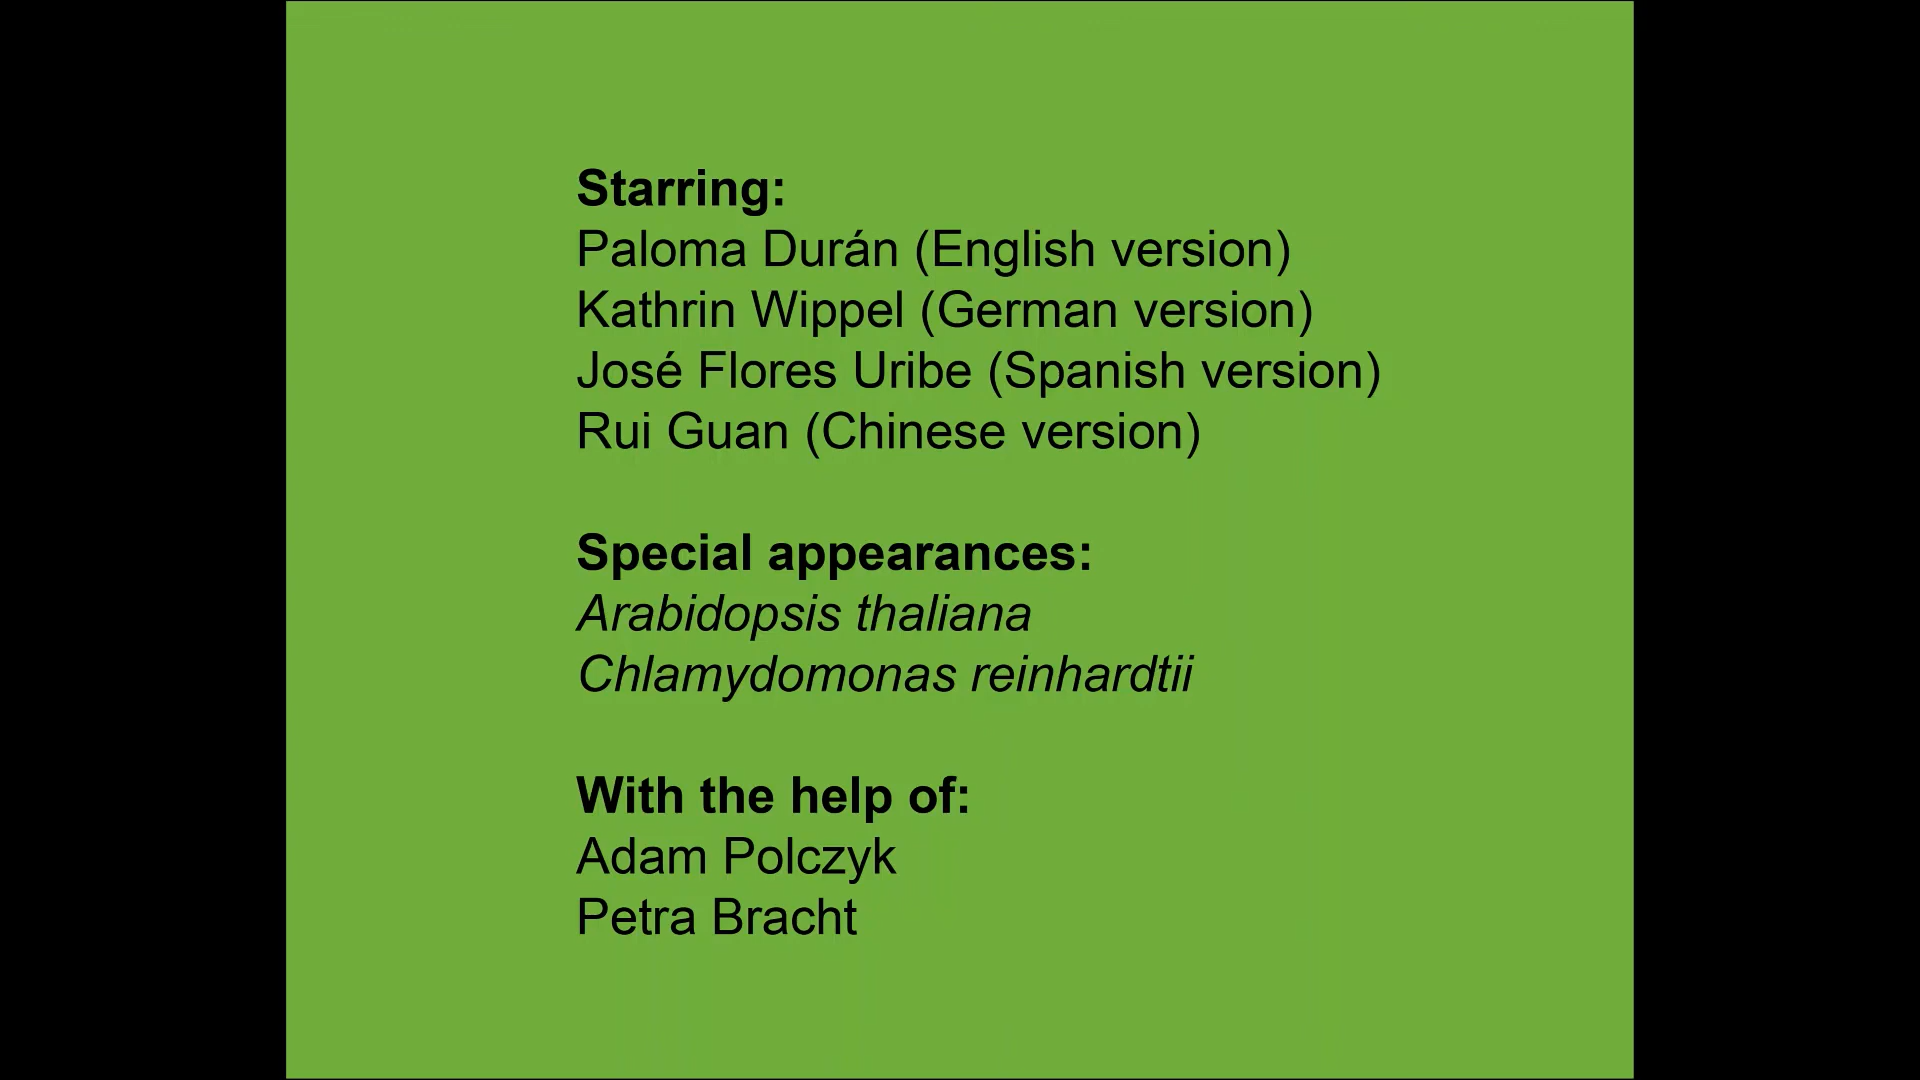 Starring:
Paloma Durán (English version)
Kathrin Wippel (German version)
José Flores Uribe (Spanish version)
Rui Guan (Chinese version)
Special appearances:
Arabidopsis thaliana
Chlamydomonas reinhardtii
With the help of:
Adam Polczyk
Petra Bracht